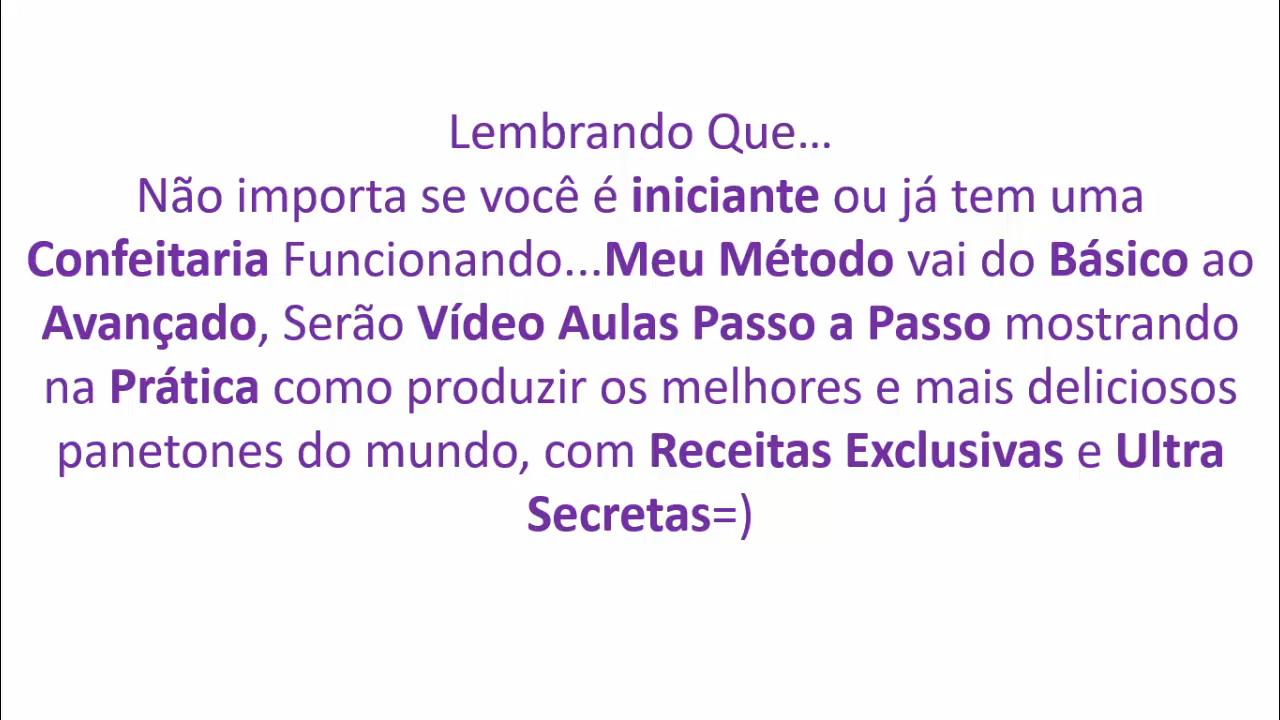 Lembrando Que...
Não importa se você é iniciante ou já tem uma
Confeitaria Funcionando...Meu Método vai do Básico ao
Avançado, Serão Vídeo Aulas Passo a Passo mostrando
na Prática como produzir os melhores e mais deliciosos
panetones do mundo, com Receitas Exclusivas e Ultra
Secretas=)